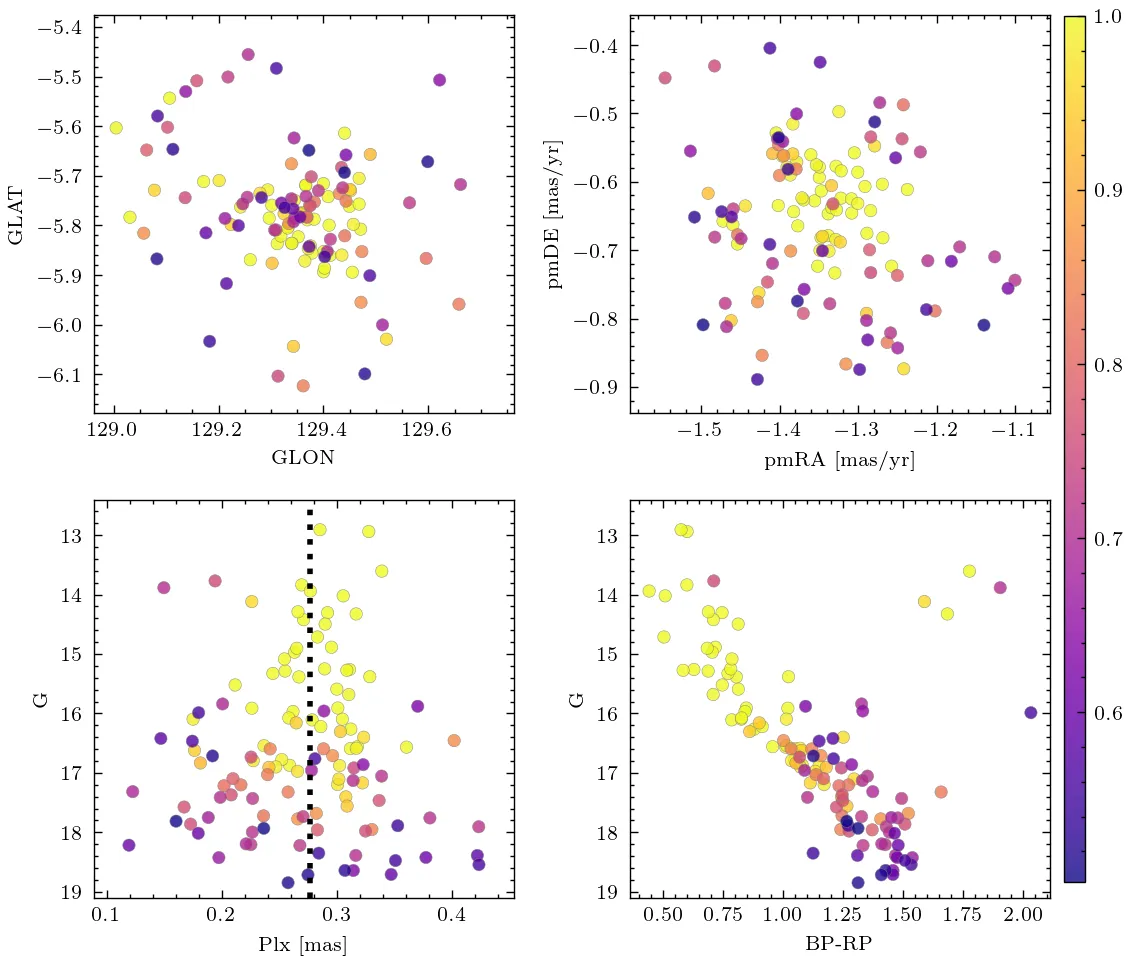 −5.4
−5.5
−5.6
−5.7
−5.8
−5.9
−6.0
−6.1
GLAT
129.0 129.2 129.4 129.6
GLON
−0.4
−0.5
−0.6
−0.7
−0.8
−0.9
pmDE [mas/yr]
−1.5 −1.4 −1.3 −1.2 −1.1
pmRA [mas/yr]
1.0
0.9
0.8
0.7
0.6
13
14
15
16
17
18
19
G
0.1 0.2 0.3 0.4
Plx [mas]
13
14
15
16
17
18
19
G
0.50 0.75 1.00 1.25 1.50 1.75 2.00
BP-RP